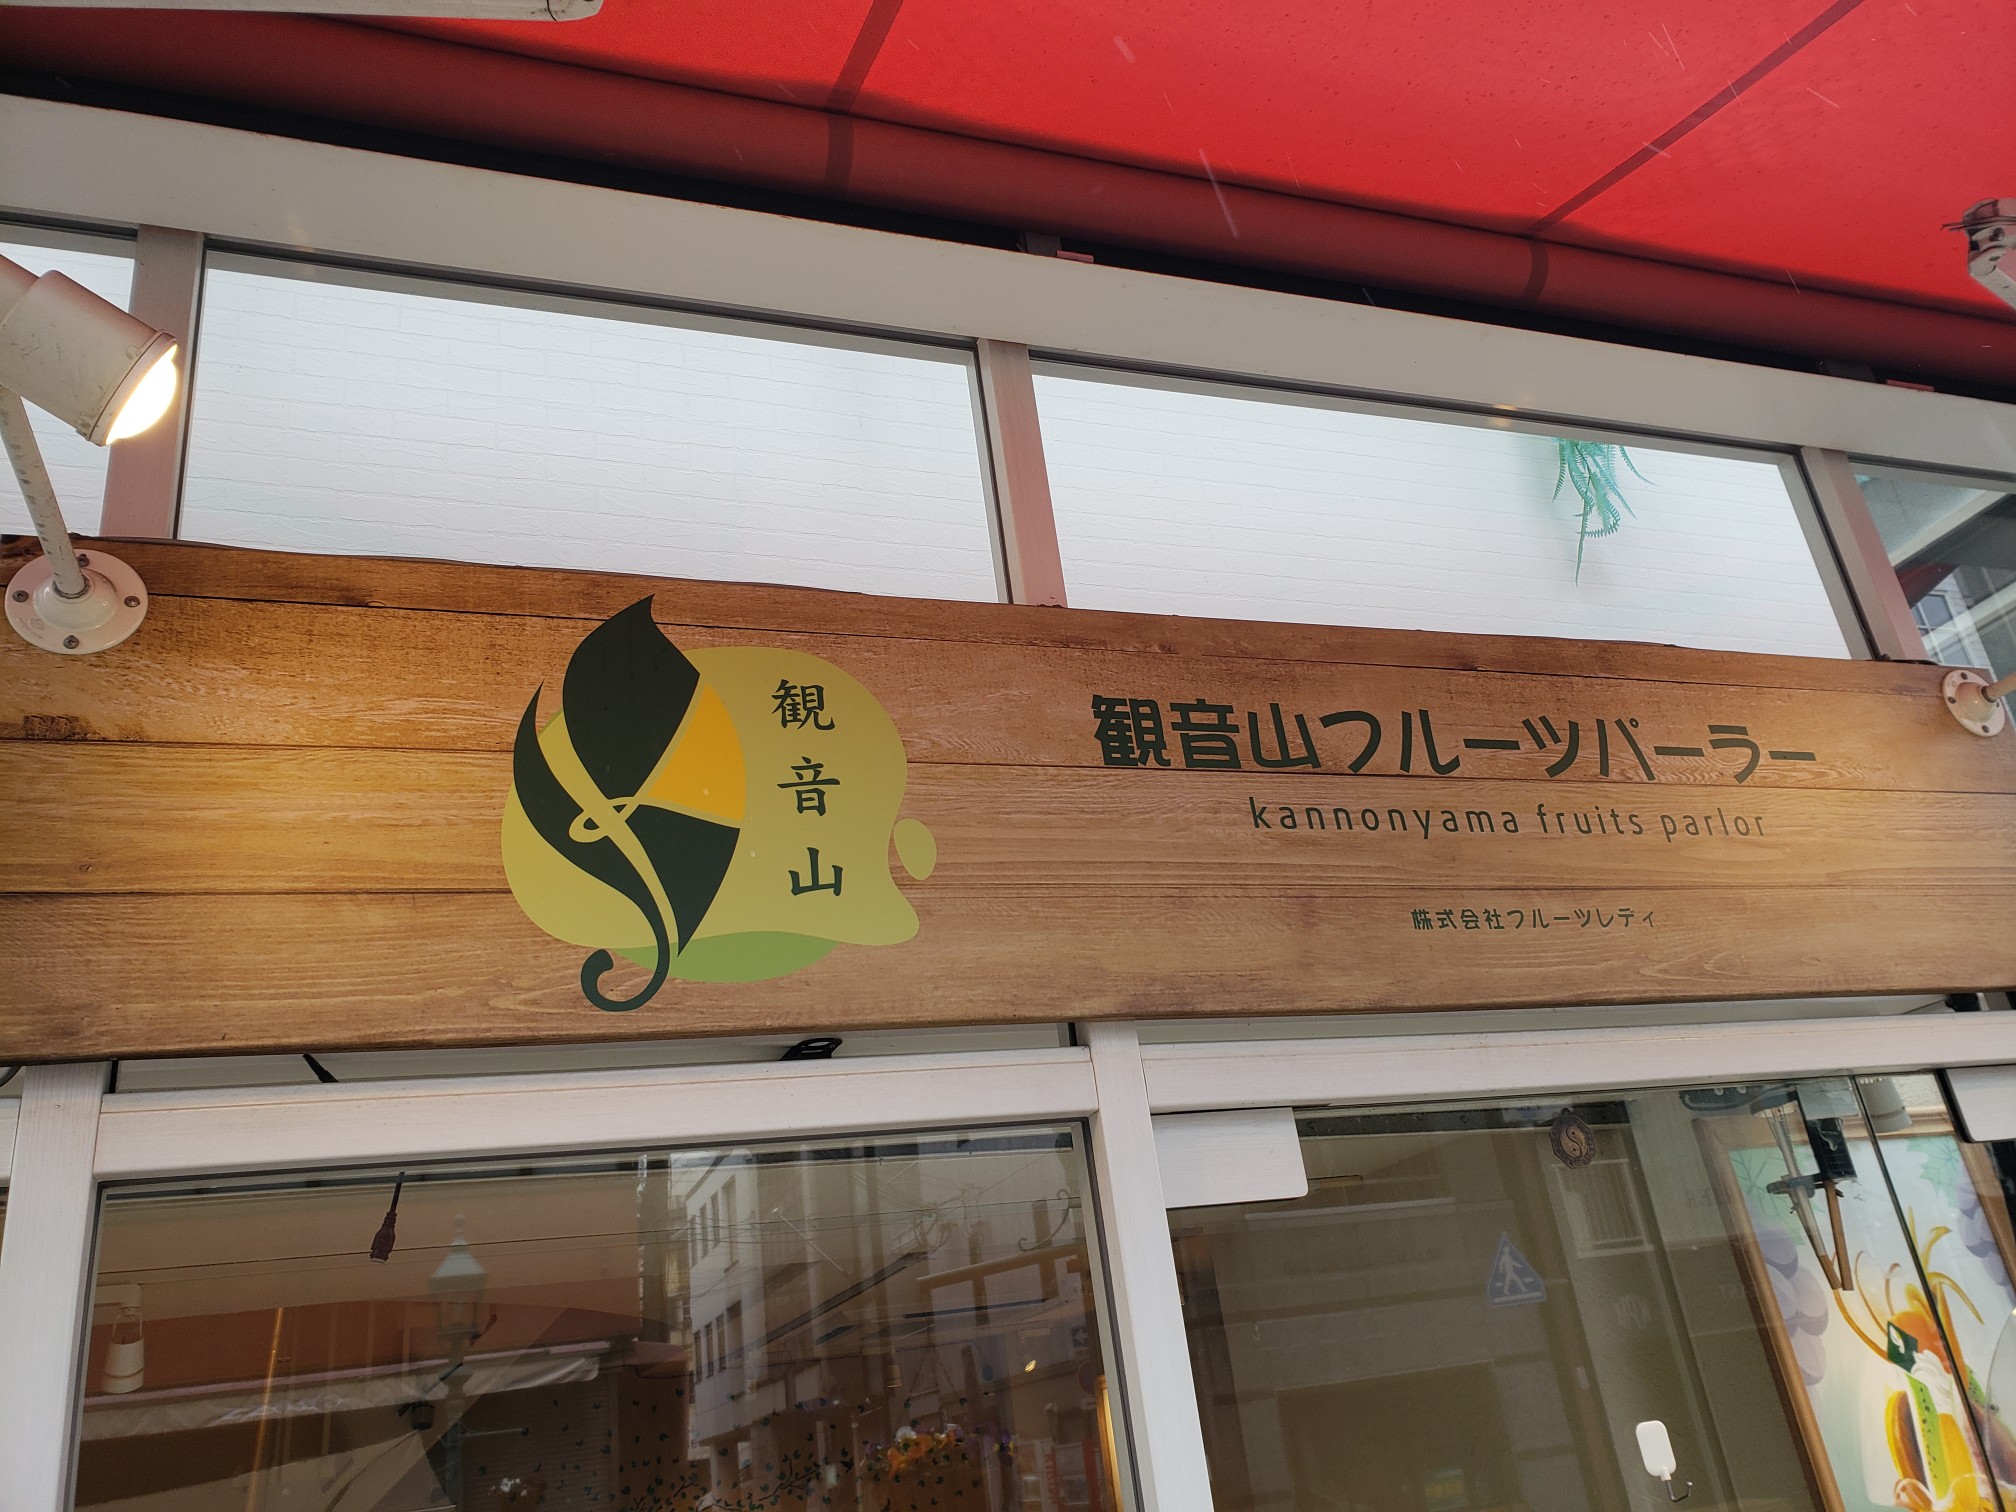 観音山
観音山フルーツパーラー
kannonyama fruits parlor
株式会社フルーツレディ